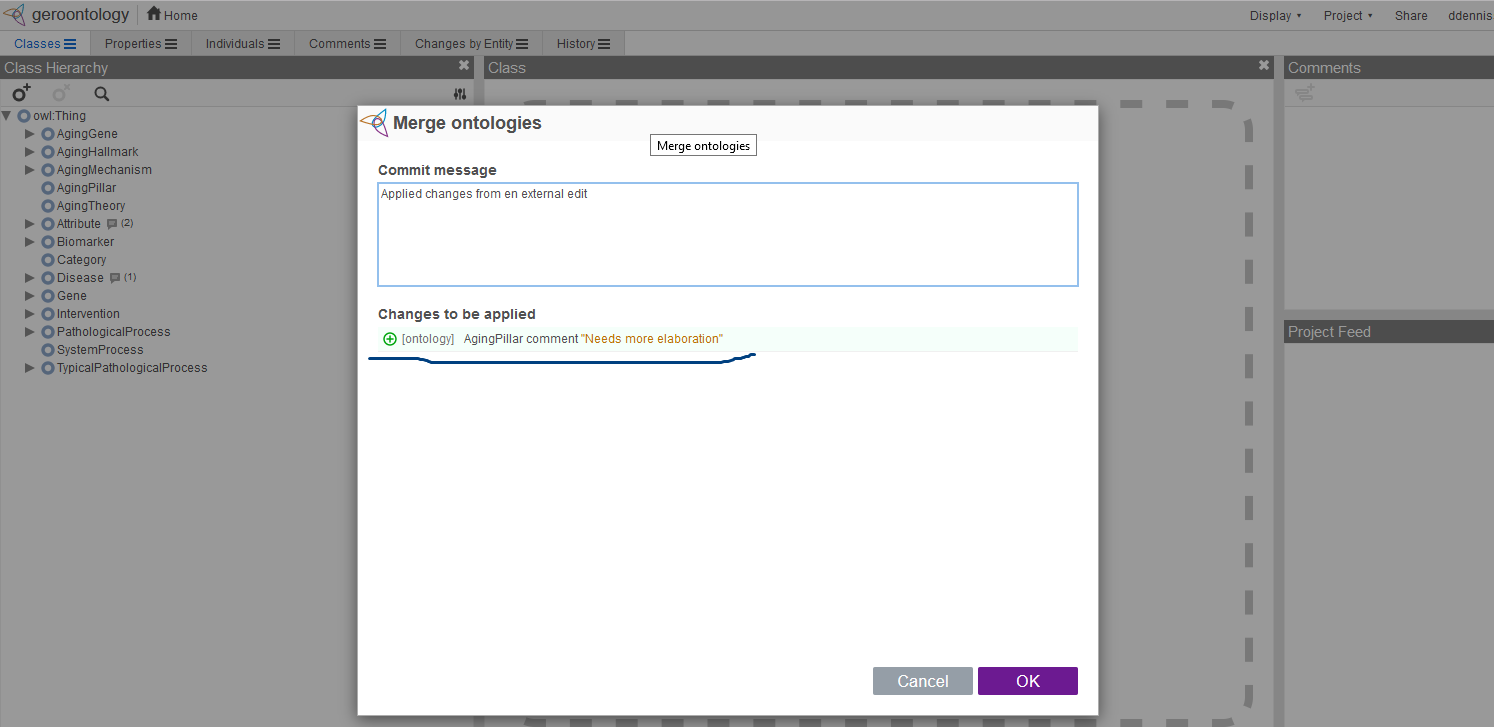 geroontology
Home
Display
Project
Share
ddennis
Classes
Properties
Individuals
Comments
Changes by Entity
History
Class Hierarchy
Class
Comments
owl:Thing
AgingGene
AgingHallmark
AgingMechanism
AgingPillar
AgingTheory
Attribute (2)
Biomarker
Category
Disease (1)
Gene
Intervention
PathologicalProcess
SystemProcess
TypicalPathologicalProcess
Merge ontologies
Merge ontologies
Commit message
Applied changes from en external edit
Changes to be applied
[ontology] AgingPillar comment "Needs more elaboration"
Cancel
OK
Project Feed